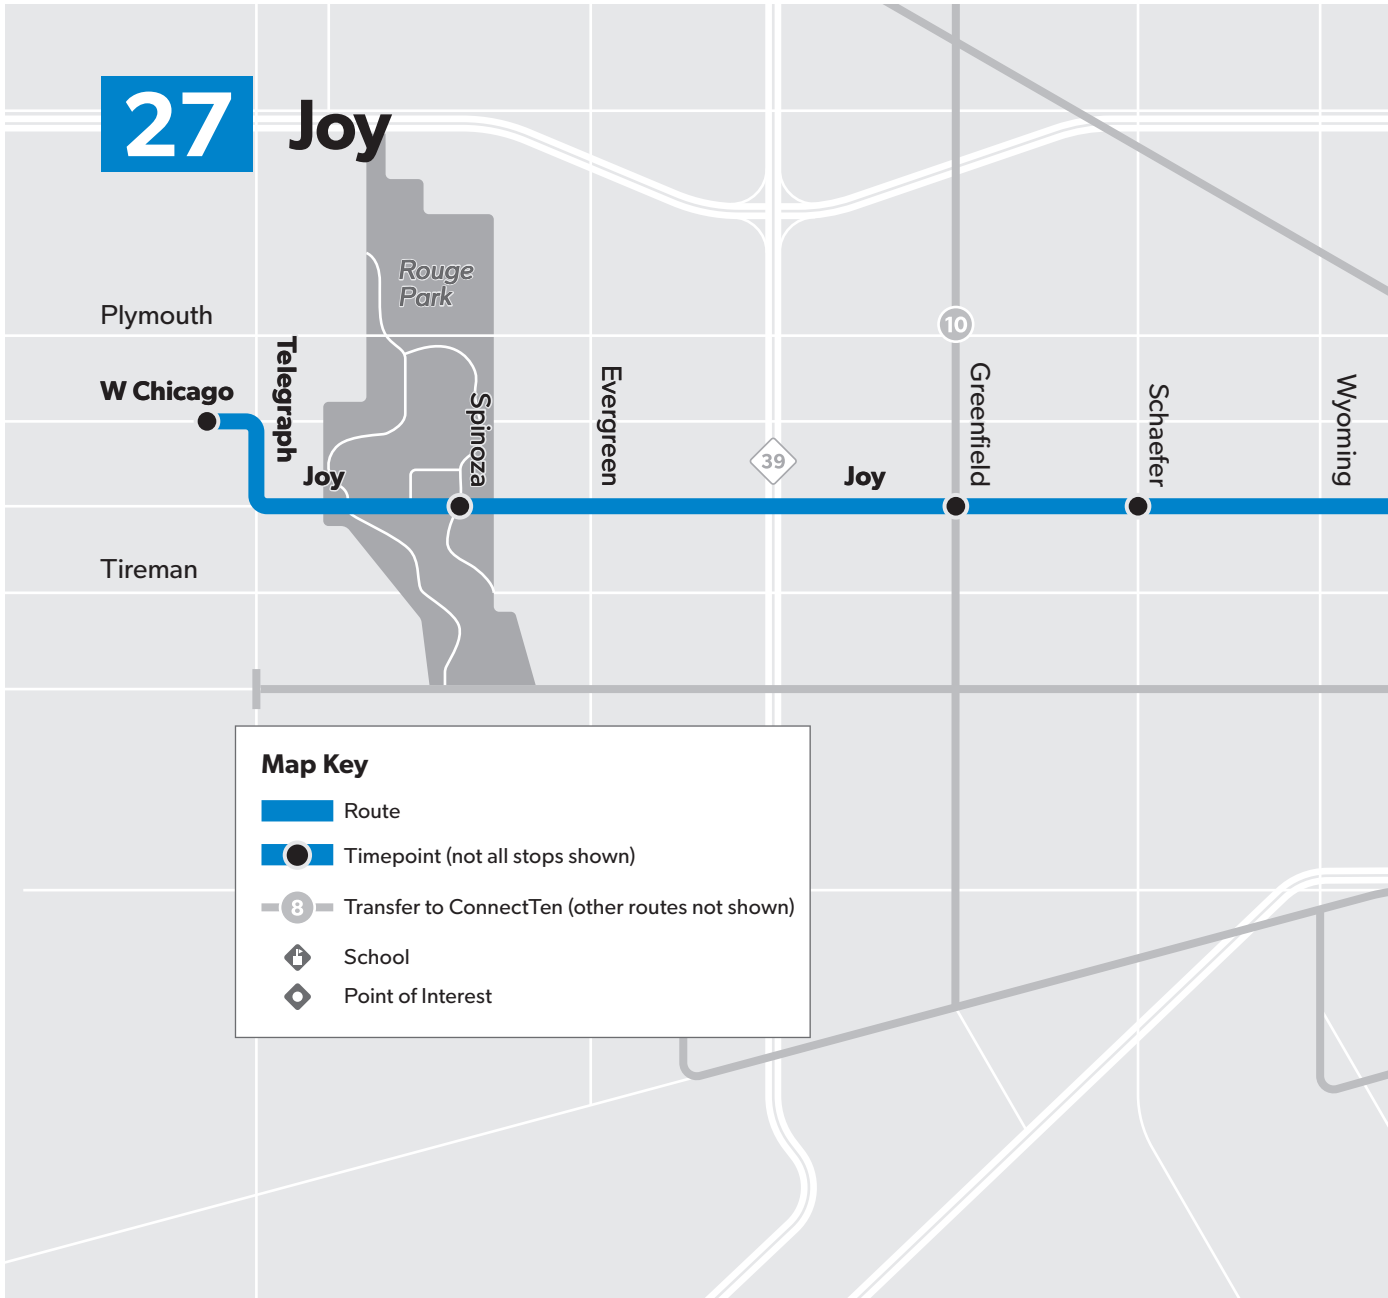 27 Joy
Rouge
Park
Plymouth
Telegraph
W Chicago
Joy
Spinoza
Evergreen
39
Joy
10
Greenfield
Schaefer
Wyoming
Tireman
Map Key
Route
Timepoint (not all stops shown)
8 Transfer to ConnectTen (other routes not shown)
School
Point of Interest